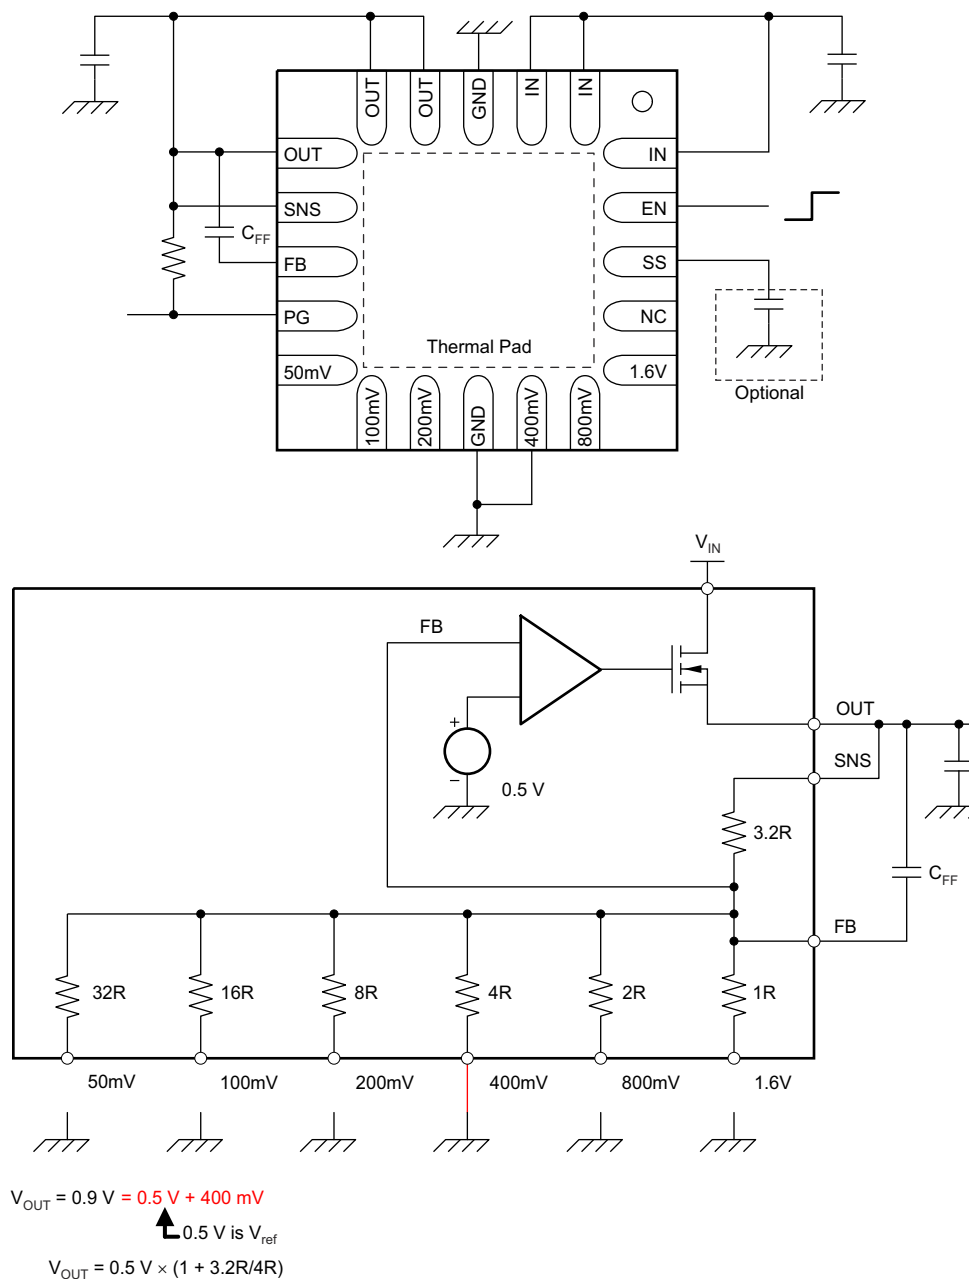 OUT
OUT
GND
IN
IN
OUT
SNS
C_FF
FB
PG
50mV
IN
EN
SS
NC
1.6V
Thermal Pad
100mV
200mV
GND
400mV
800mV
Optional
V_IN
FB
+
−
0.5 V
OUT
SNS
3.2R
C_FF
FB
32R
16R
8R
4R
2R
1R
50mV
100mV
200mV
400mV
800mV
1.6V
V_OUT = 0.9 V = 0.5 V + 400 mV
0.5 V is V_ref
V_OUT = 0.5 V × (1 + 3.2R/4R)